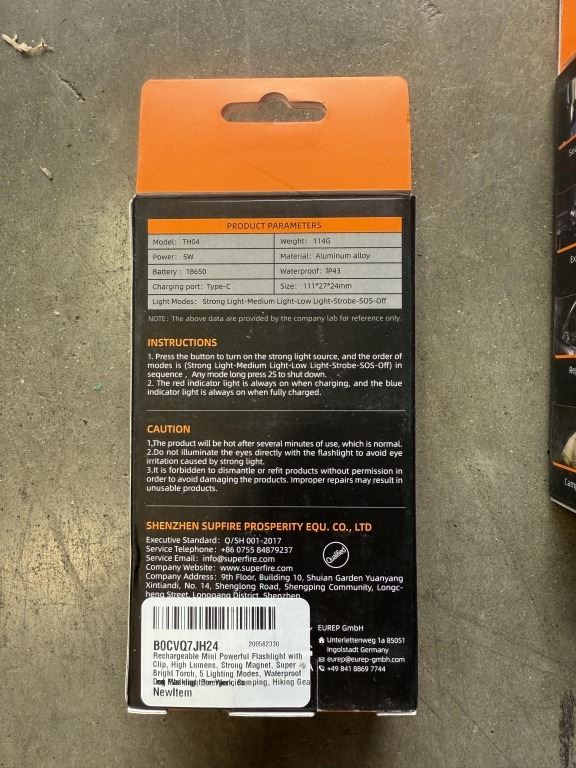 PRODUCT PARAMETERS
Model: TH04 Weight: 114G
Power: 5W Material: Aluminum alloy
Battery : 18650 Waterproof: IP43
Charging port: Type-C Size: 111*27*24mm
Light Modes: Strong Light-Medium Light-Low Light-Strobe-SOS-Off
NOTE: The above data are provided by the company lab for reference only.
INSTRUCTIONS
1. Press the button to turn on the strong light source, and the order of
modes is (Strong Light-Medium Light-Low Light-Strobe-SOS-Off) in
sequence , Any mode long press 2S to shut down.
2. The red indicator light is always on when charging, and the blue
indicator light is always on when fully charged.
CAUTION
1,The product will be hot after several minutes of use, which is normal.
2.Do not illuminate the eyes directly with the flashlight to avoid eye
irritation caused by strong light.
3.It is forbidden to dismantle or refit products without permission in
order to avoid damaging the products. Improper repairs may result in
unusable products.
SHENZHEN SUPFIRE PROSPERITY EQU. CO., LTD
Executive Standard: Q/SH 001-2017
Service Telephone: +86 0755 84879237
Service Email: info@superfire.com
Company Website: www.superfire.com
Company Address: 9th Floor, Building 10, Shuian Garden Yuanyang
Xintiandi, No. 14, Shenglong Road, Shengping Community, Longc-
heng Street, Longgang District, Shenzhen
Qualified
EUREP GmbH
Unterlettenweg 1a 85051
Ingolstadt Germany
eurep@eurep-gmbh.com
+49 841 8869 7744
B0CVQ7JH24 200582330
Rechargeable Mini Powerful Flashlight with
Clip, High Lumens, Strong Magnet, Super
Bright Torch, 5 Lighting Modes, Waterproof
Camping, Hiking Gea
NewItem